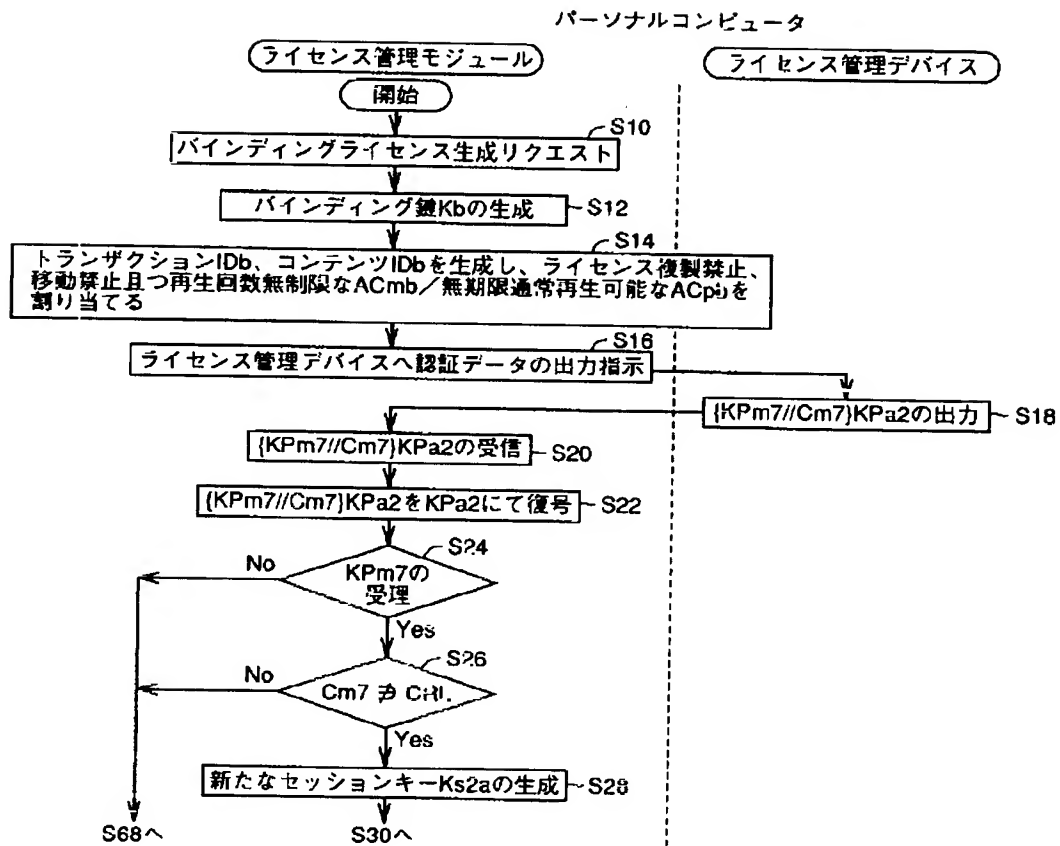 パーソナルコンピュータ
ライセンス管理モジュール
ライセンス管理デバイス
開始
S10
バインディングライセンス生成リクエスト
バインディング鍵Kbの生成
S12
S14
トランザクションIDb、コンテンツIDbを生成し、ライセンス複製禁止、
移動禁止且つ再生回数無制限なACmb/無期限通常再生可能なACpbを
割り当てる
S16
ライセンス管理デバイスへ認証データの出力指示
{KPm7//Cm7}KPa2の出力
S18
{KPm7//Cm7}KPa2の受信
S20
{KPm7//Cm7}KPa2をKPa2にて復号
S22
S24
No
KPm7の
受理
Yes
S26
No
Cm7 ∌ CRL
Yes
新たなセッションキーKs2aの生成
S28
S68へ
S30へ